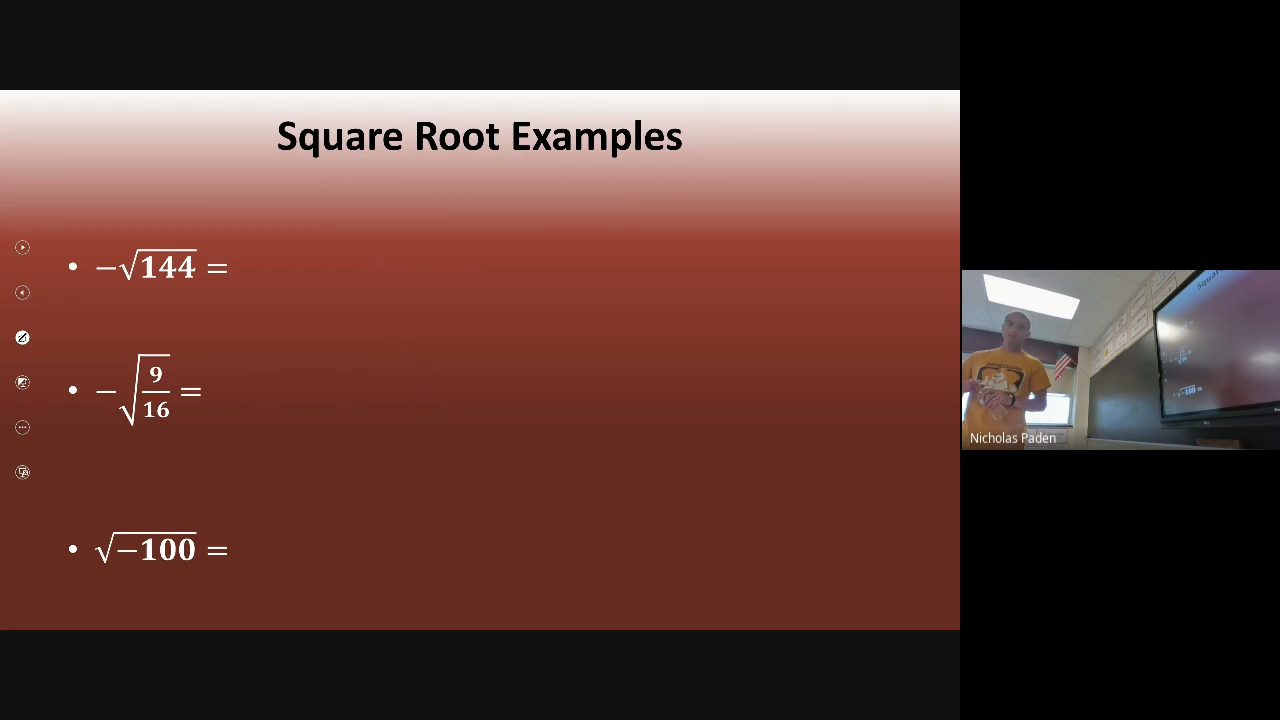 Square Root Examples
• −√144 =
• −√(9/16) =
• √−100 =
Nicholas Paden